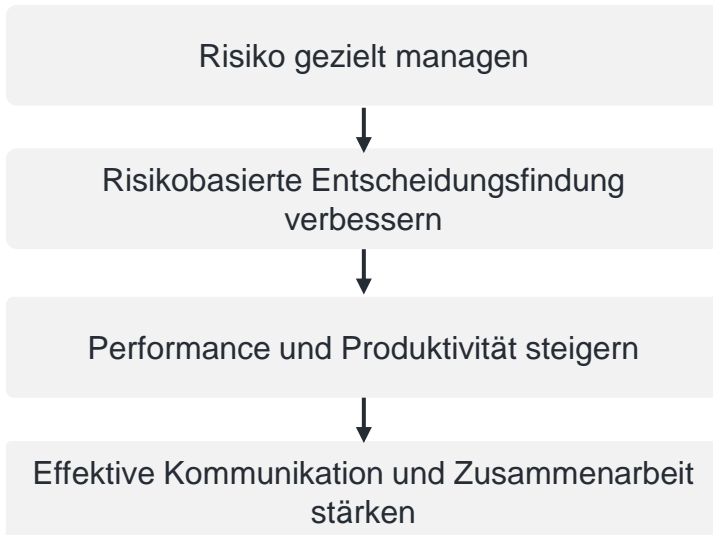 Risiko gezielt managen
Risikobasierte Entscheidungsfindung
verbessern
Performance und Produktivität steigern
Effektive Kommunikation und Zusammenarbeit
stärken